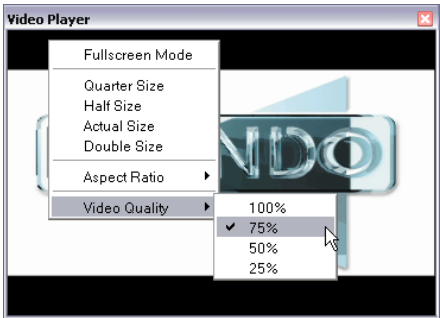 Video Player
Fullscreen Mode
Quarter Size
Half Size
Actual Size
Double Size
Aspect Ratio
Video Quality
100%
75%
50%
25%